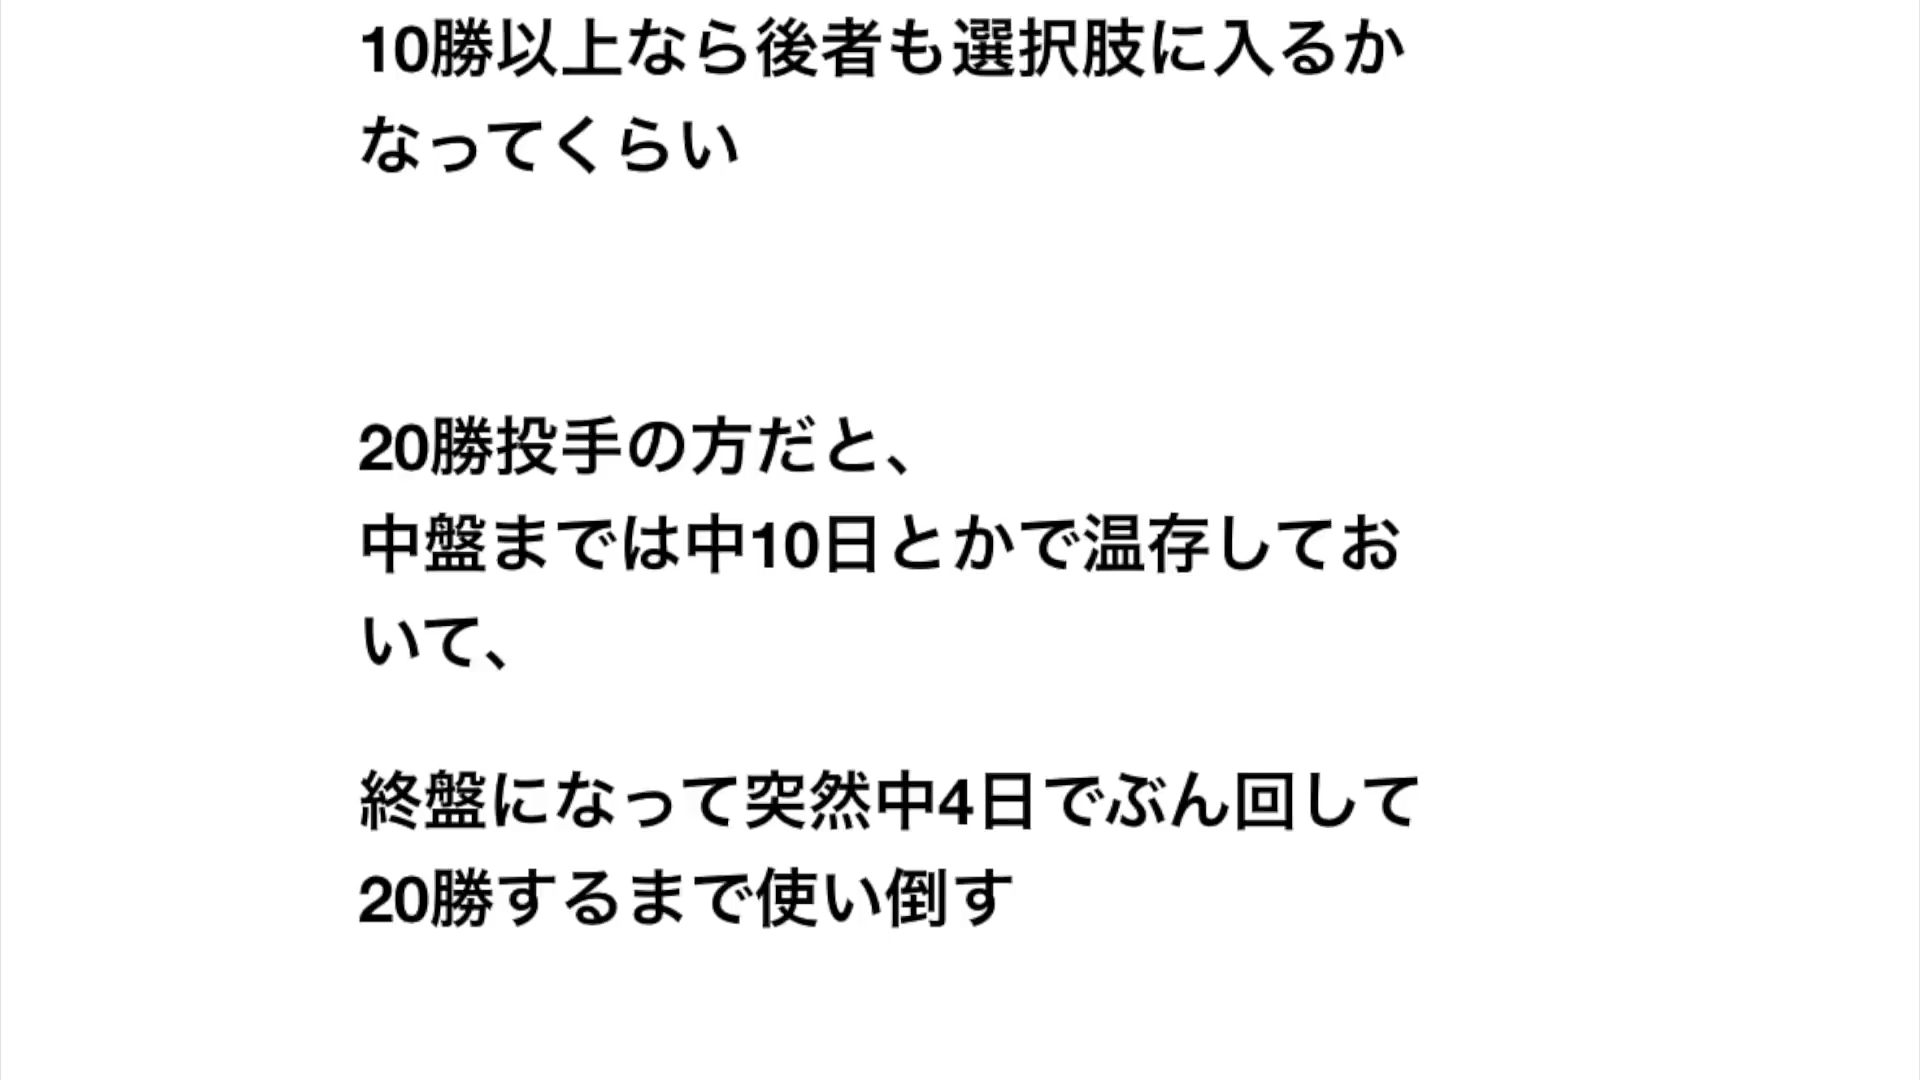 10勝以上なら後者も選択肢に入るか
なってくらい
20勝投手の方だと、
中盤までは中10日とかで温存してお
いて、
終盤になって突然中4日でぶん回して
20勝するまで使い倒す